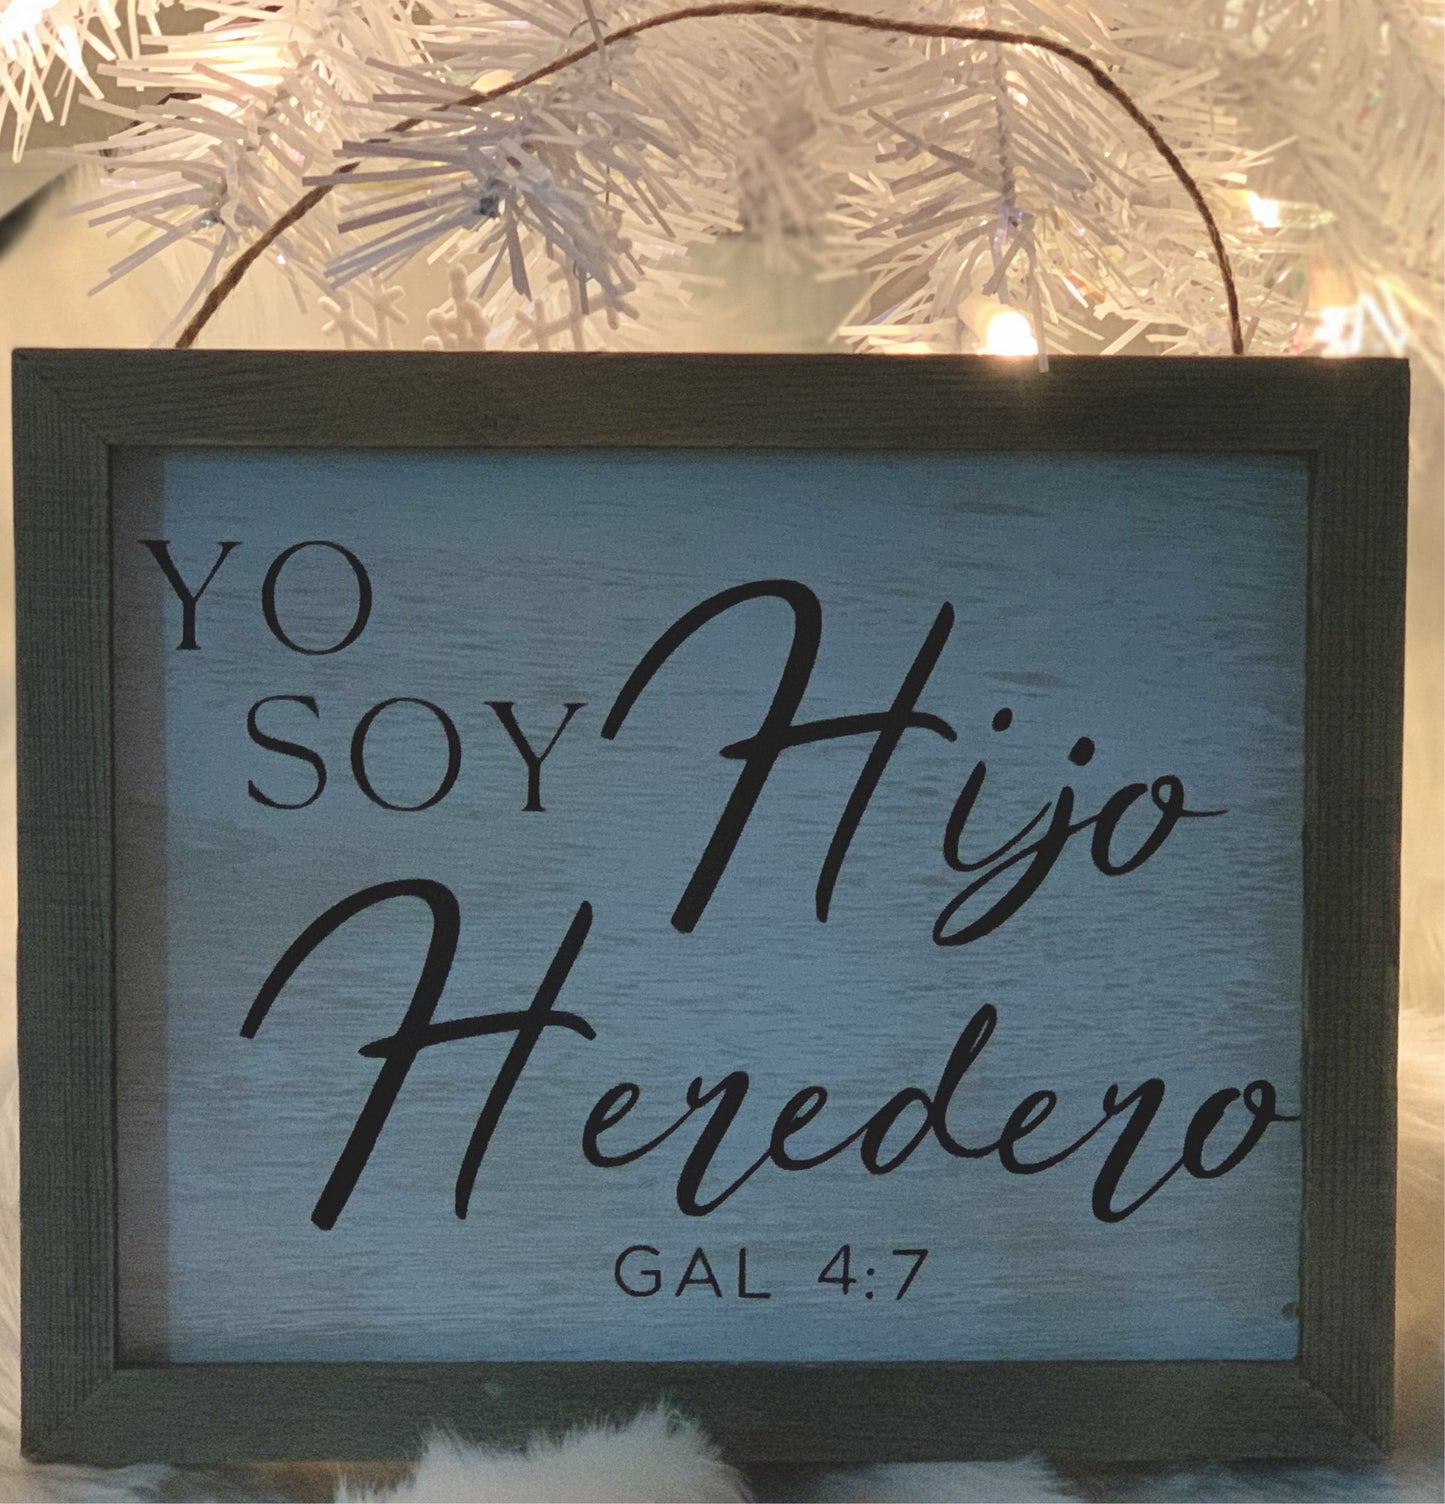 YO
SOY Hijo
Heredero
GAL 4:7